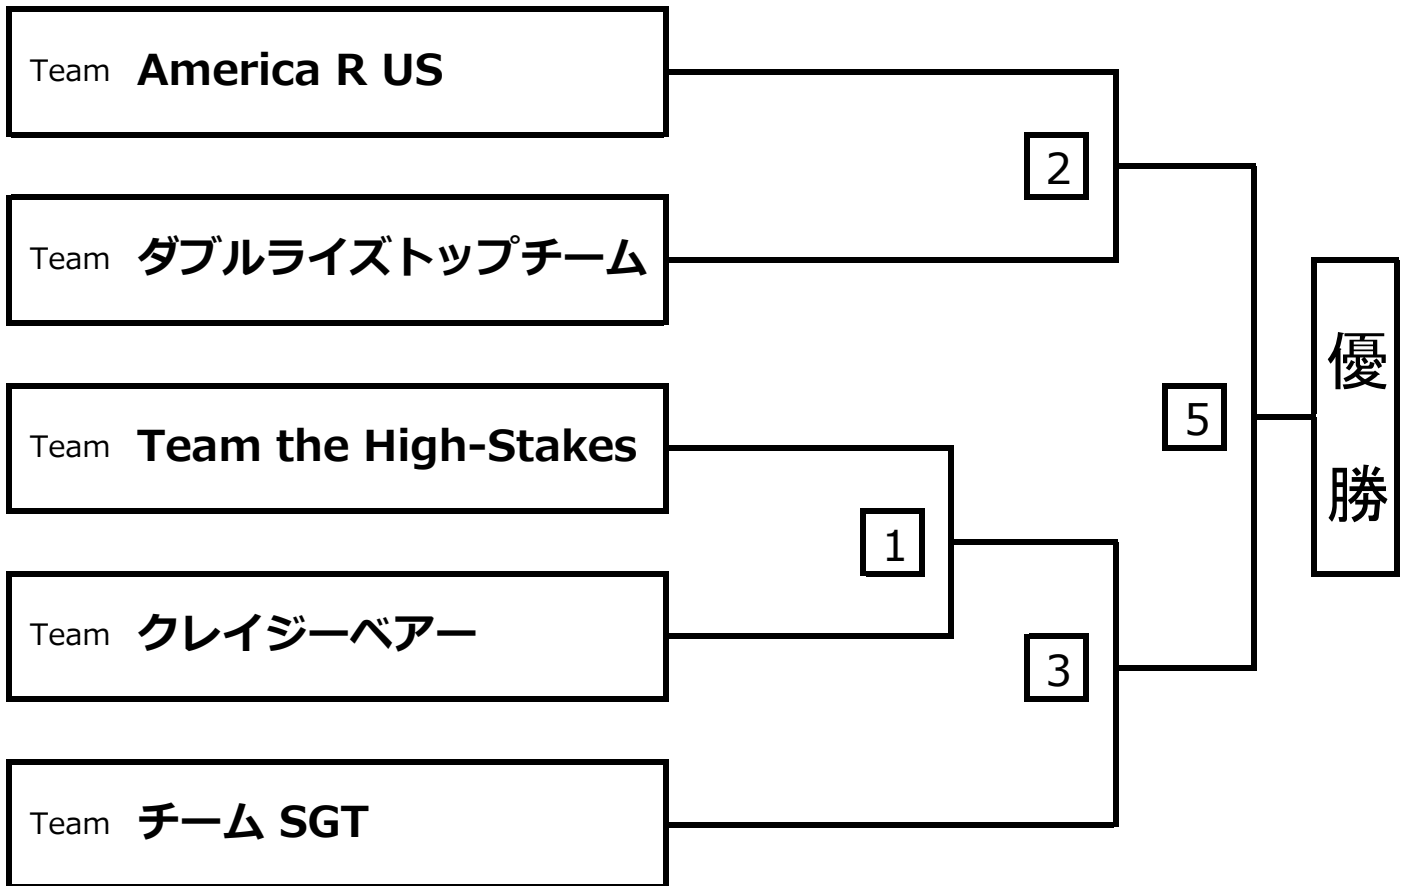 Team America R US
2
Team ダブルライズトップチーム
Team Team the High-Stakes
5
優勝
1
Team クレイジーベアー
3
Team チーム SGT